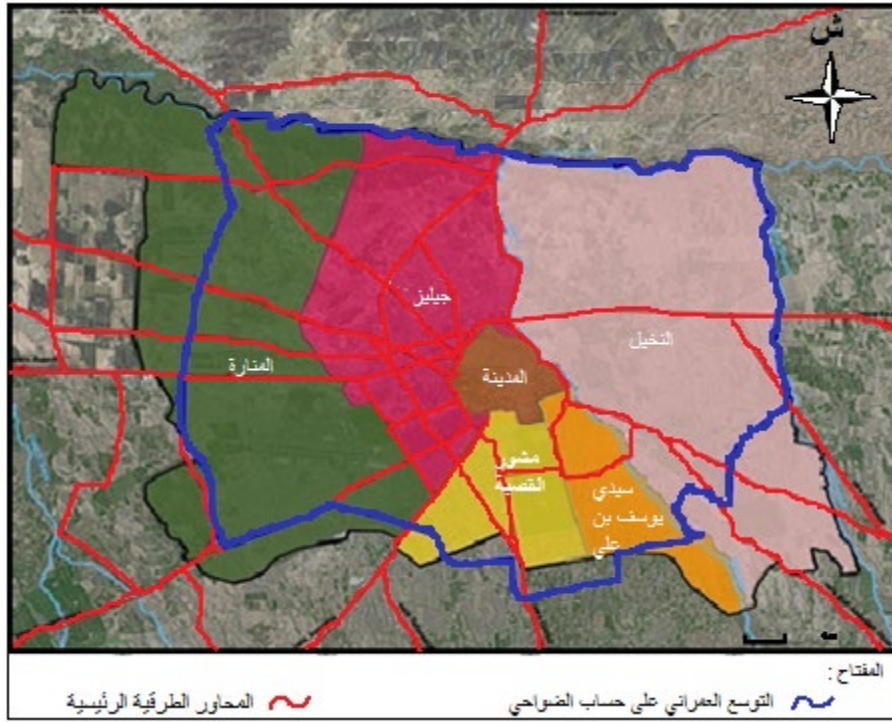 ش
جيليز
النخيل
المنارة
المدينة
مشور
القصبة
سيدي
يوسف بن
علي
المفتاح :
التوسع العمراني على حساب الضواحي
المحاور الطرقية الرئيسية